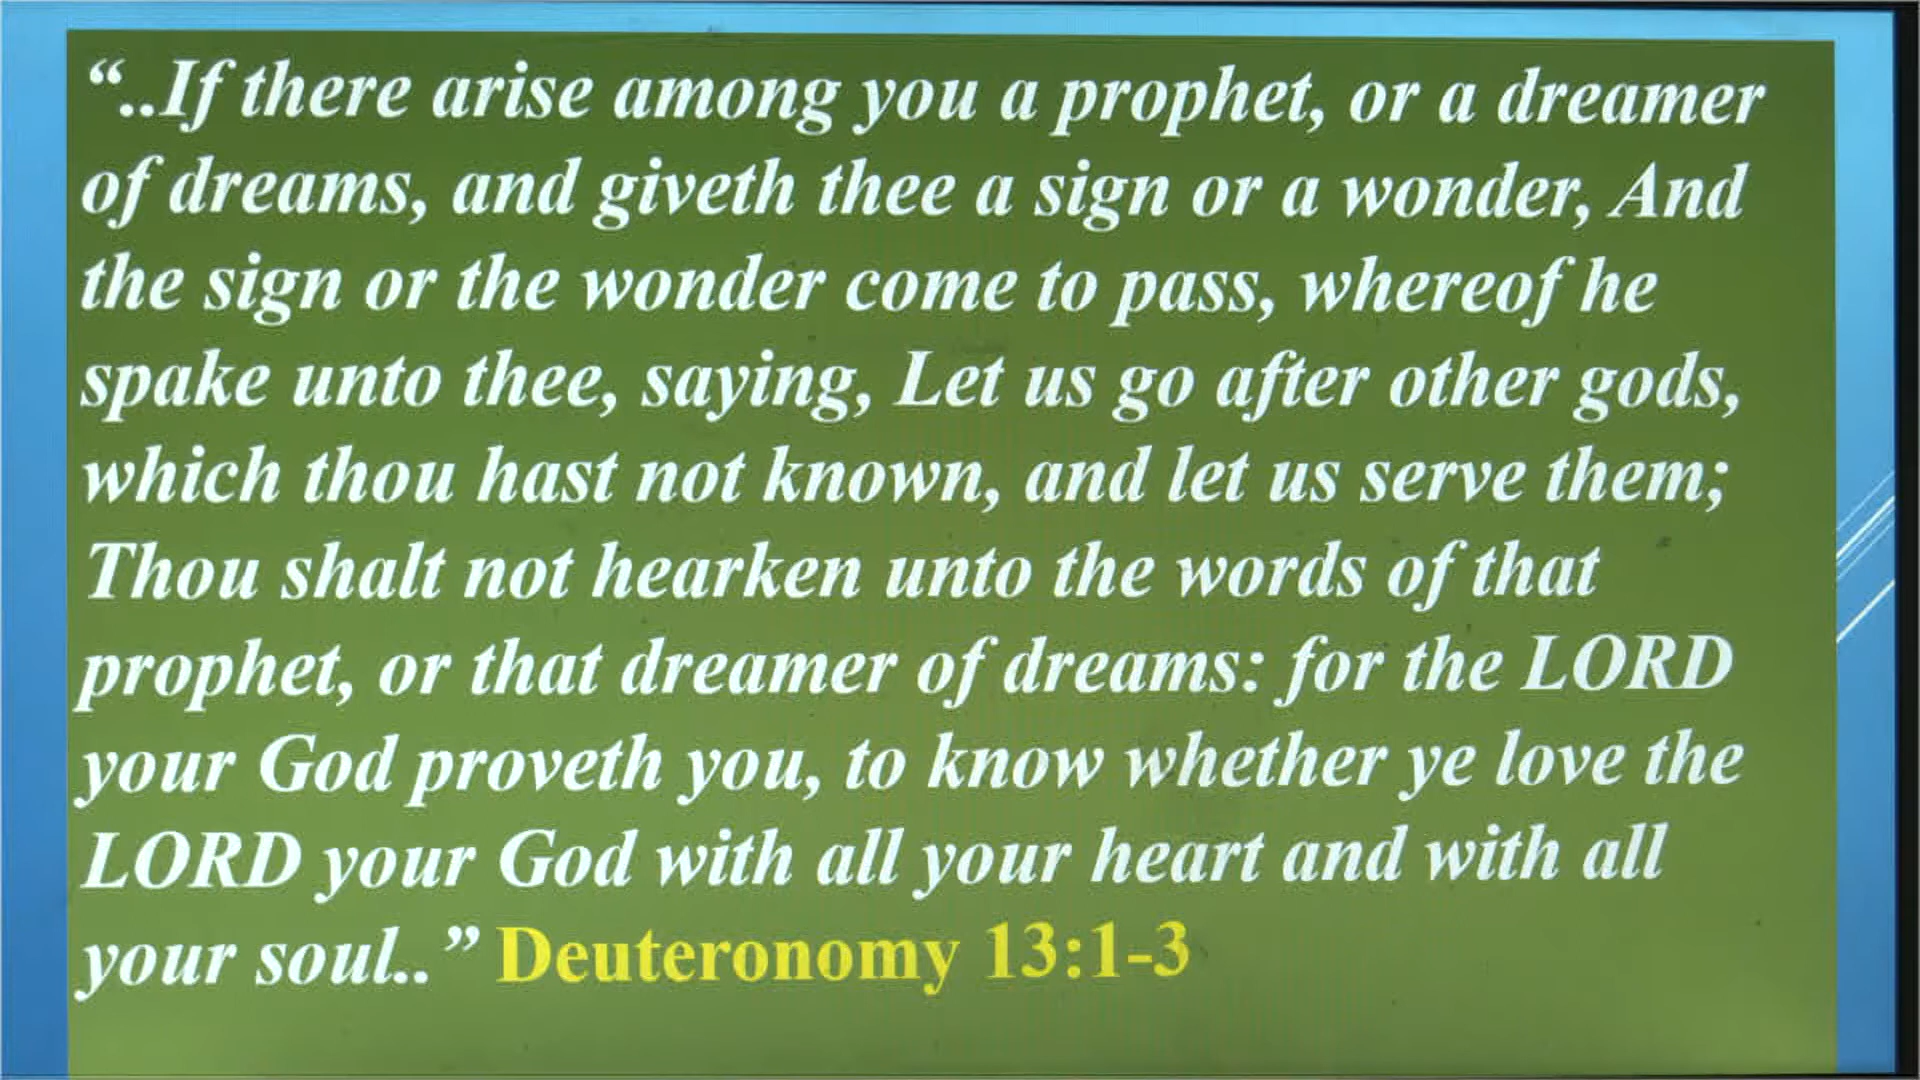 “..If there arise among you a prophet, or a dreamer
of dreams, and giveth thee a sign or a wonder, And
the sign or the wonder come to pass, whereof he
spake unto thee, saying, Let us go after other gods,
which thou hast not known, and let us serve them;
Thou shalt not hearken unto the words of that
prophet, or that dreamer of dreams: for the LORD
your God proveth you, to know whether ye love the
LORD your God with all your heart and with all
your soul..” Deuteronomy 13:1-3